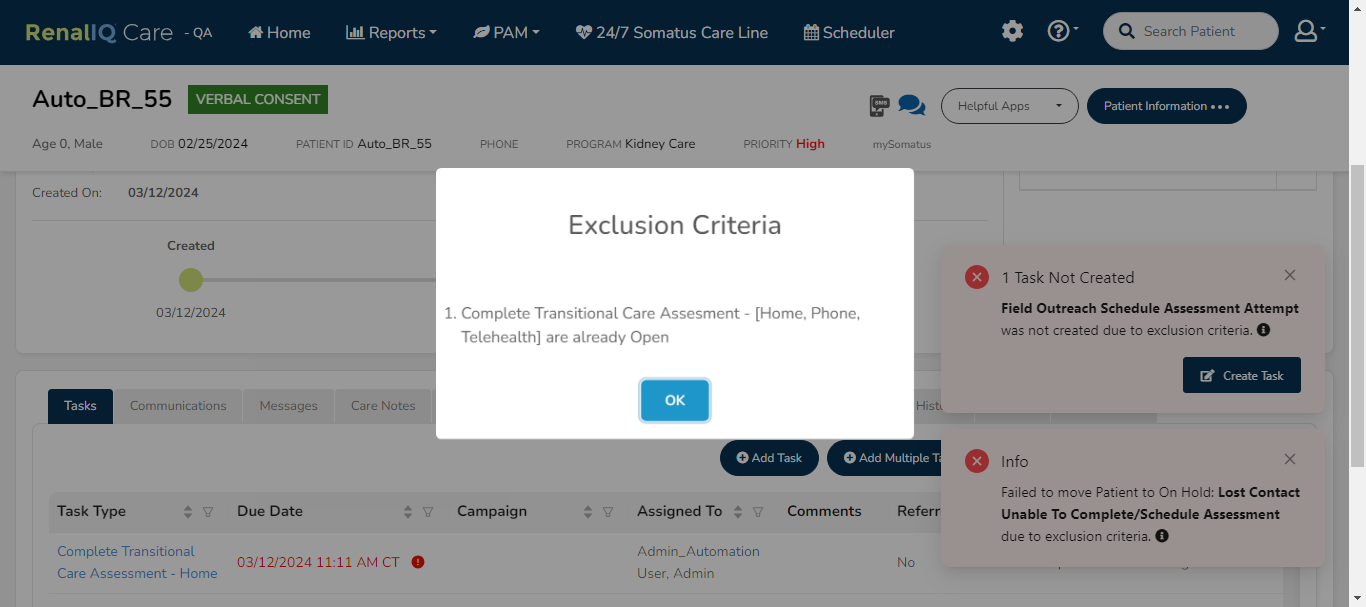 RenalIQ Care - QA Home Reports PAM 24/7 Somatus Care Line Scheduler Search Patient
Auto_BR_55 VERBAL CONSENT SMS Helpful Apps Patient Information
Age 0, Male DOB 02/25/2024 PATIENT ID Auto_BR_55 PHONE PROGRAM Kidney Care PRIORITY High mySomatus
Created On: 03/12/2024
Created
03/12/2024
Exclusion Criteria
1. Complete Transitional Care Assesment - [Home, Phone,
Telehealth] are already Open
OK
1 Task Not Created
Field Outreach Schedule Assessment Attempt
was not created due to exclusion criteria.
Create Task
Tasks Communications Messages Care Notes
Add Task Add Multiple
Info
Failed to move Patient to On Hold: Lost Contact
Unable To Complete/Schedule Assessment
due to exclusion criteria.
Task Type Due Date Campaign Assigned To Comments Referr
Complete Transitional
Care Assessment - Home
03/12/2024 11:11 AM CT
Admin_Automation
User, Admin
No